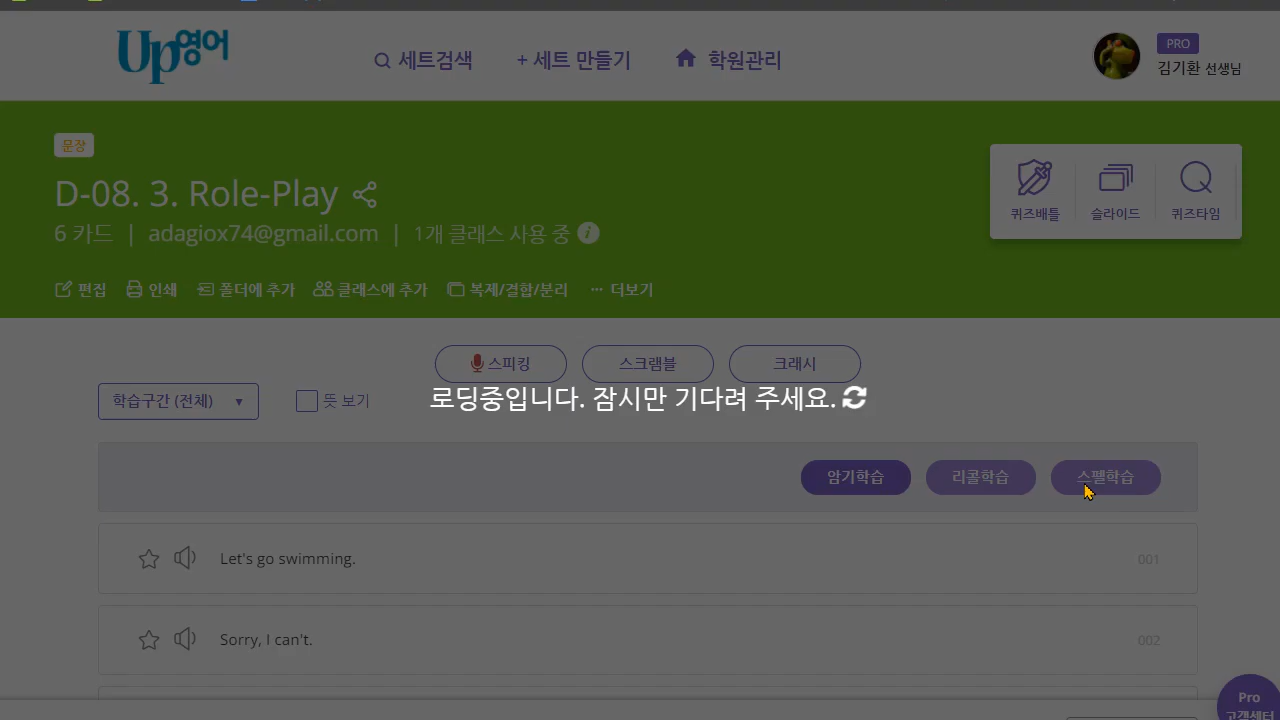 Up영어
세트검색
+ 세트 만들기
학원관리
PRO
김기환 선생님
문장
D-08. 3. Role-Play
6 카드 | adagiox74@gmail.com | 1개 클래스 사용 중
퀴즈배틀
슬라이드
퀴즈타임
편집
인쇄
폴더에 추가
클래스에 추가
복제/결합/분리
··· 더보기
스피킹
스크램블
크래시
학습구간 (전체) ▼
뜻 보기
로딩중입니다. 잠시만 기다려 주세요.
암기학습
리콜학습
스펠학습
Let's go swimming.
001
Sorry, I can't.
002
Pro
고객센터